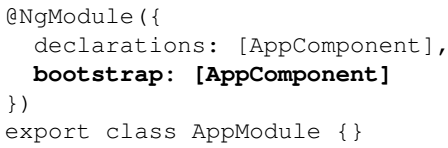 @NgModule({
  declarations: [AppComponent],
  bootstrap: [AppComponent]
})
export class AppModule {}